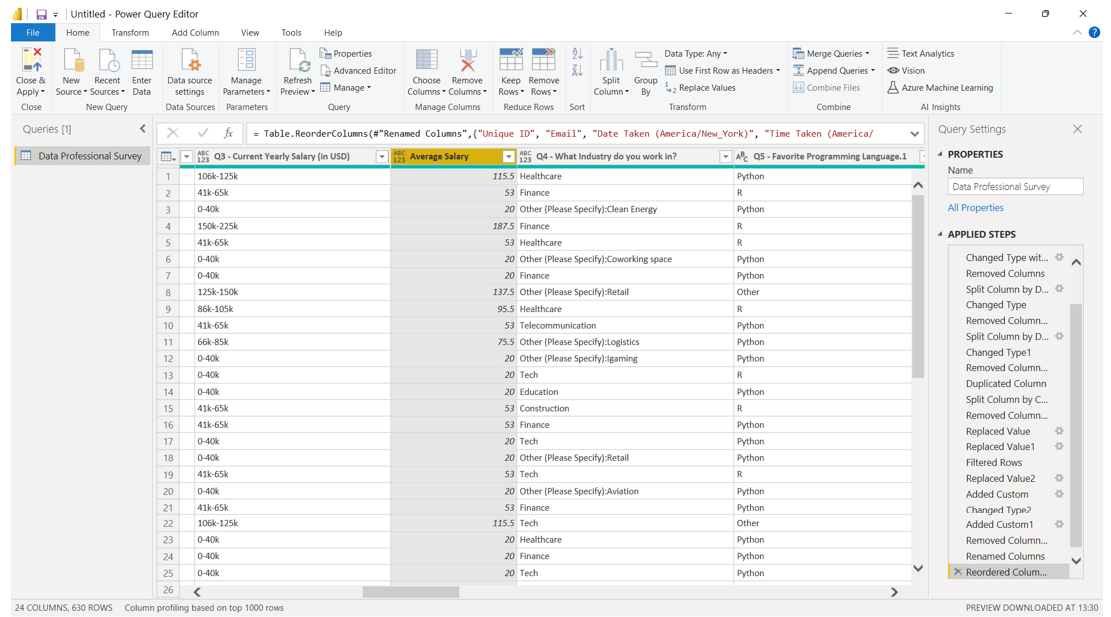 Untitled - Power Query Editor
File Home Transform Add Column View Tools Help
Close & Apply
New Source
Recent Sources
Enter Data
Data source settings
Manage Parameters
Refresh Preview
Properties
Advanced Editor
Manage
Choose Columns
Remove Columns
Keep Rows
Remove Rows
Split Column
Group By
Data Type: Any
Use First Row as Headers
Replace Values
Merge Queries
Append Queries
Combine Files
Text Analytics
Vision
Azure Machine Learning
Close New Query Data Sources Parameters Query Manage Columns Reduce Rows Sort Transform Combine AI Insights
Queries [1]
Data Professional Survey
= Table.ReorderColumns(#"Renamed Columns",{"Unique ID", "Email", "Date Taken (America/New_York)", "Time Taken (America/
ABC 123 Q3 - Current Yearly Salary (in USD) ABC 123 Average Salary ABC 123 Q4 - What Industry do you work in? ABC Q5 - Favorite Programming Language.1
1 106k-125k 115.5 Healthcare Python
2 41k-65k 53 Finance R
3 0-40k 20 Other (Please Specify):Clean Energy Python
4 150k-225k 187.5 Finance R
5 41k-65k 53 Healthcare R
6 0-40k 20 Other (Please Specify):Coworking space Python
7 0-40k 20 Finance Python
8 125k-150k 137.5 Other (Please Specify):Retail Other
9 86k-105k 95.5 Healthcare R
10 41k-65k 53 Telecommunication Python
11 66k-85k 75.5 Other (Please Specify):Logistics Python
12 0-40k 20 Other (Please Specify):Igaming Python
13 0-40k 20 Tech R
14 0-40k 20 Education Python
15 41k-65k 53 Construction R
16 41k-65k 53 Finance Python
17 0-40k 20 Tech Python
18 0-40k 20 Other (Please Specify):Retail Python
19 41k-65k 53 Tech R
20 0-40k 20 Other (Please Specify):Aviation Python
21 41k-65k 53 Finance Python
22 106k-125k 115.5 Tech Other
23 0-40k 20 Healthcare Python
24 0-40k 20 Finance Python
25 0-40k 20 Tech Python
26
Query Settings
PROPERTIES
Name
Data Professional Survey
All Properties
APPLIED STEPS
Changed Type wit...
Removed Columns
Split Column by D...
Changed Type
Removed Column...
Split Column by D...
Changed Type1
Removed Column...
Duplicated Column
Split Column by C...
Removed Column...
Replaced Value
Replaced Value1
Filtered Rows
Replaced Value2
Added Custom
Changed Type2
Added Custom1
Removed Column...
Renamed Columns
Reordered Colum...
24 COLUMNS, 630 ROWS Column profiling based on top 1000 rows PREVIEW DOWNLOADED AT 13:30